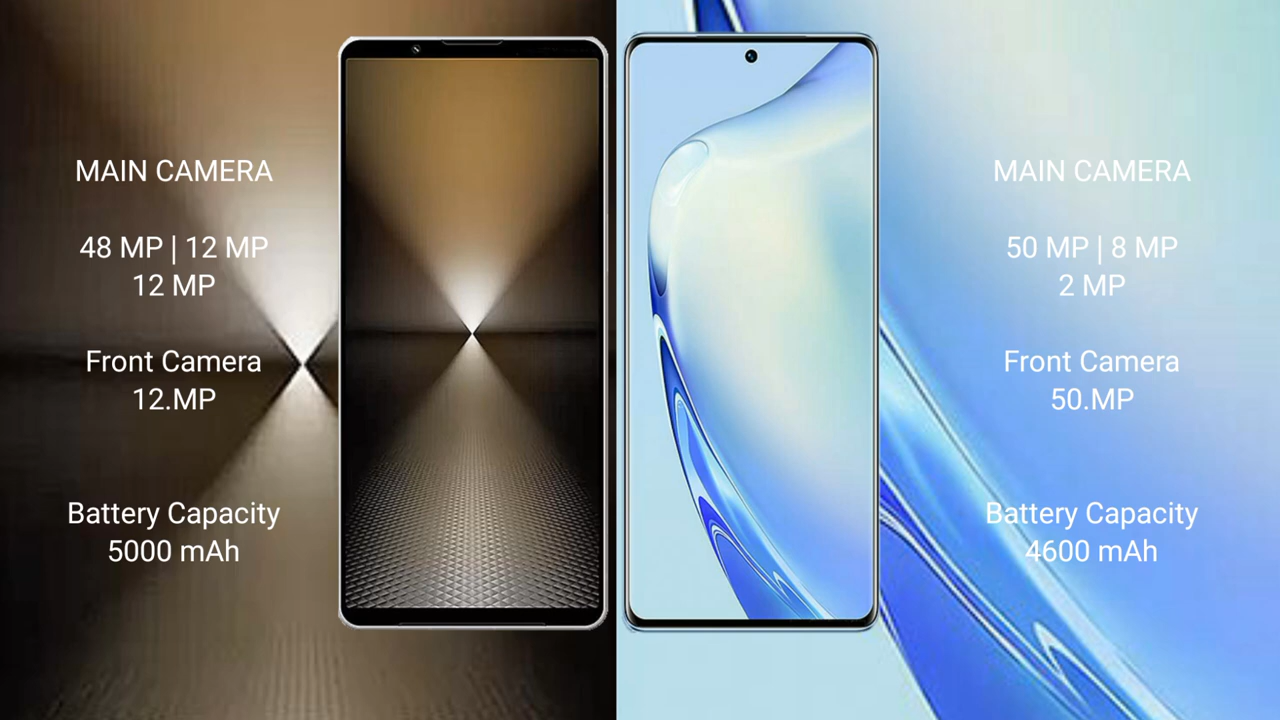 MAIN CAMERA
48 MP | 12 MP
12 MP
Front Camera
12.MP
Battery Capacity
5000 mAh
MAIN CAMERA
50 MP | 8 MP
2 MP
Front Camera
50.MP
Battery Capacity
4600 mAh